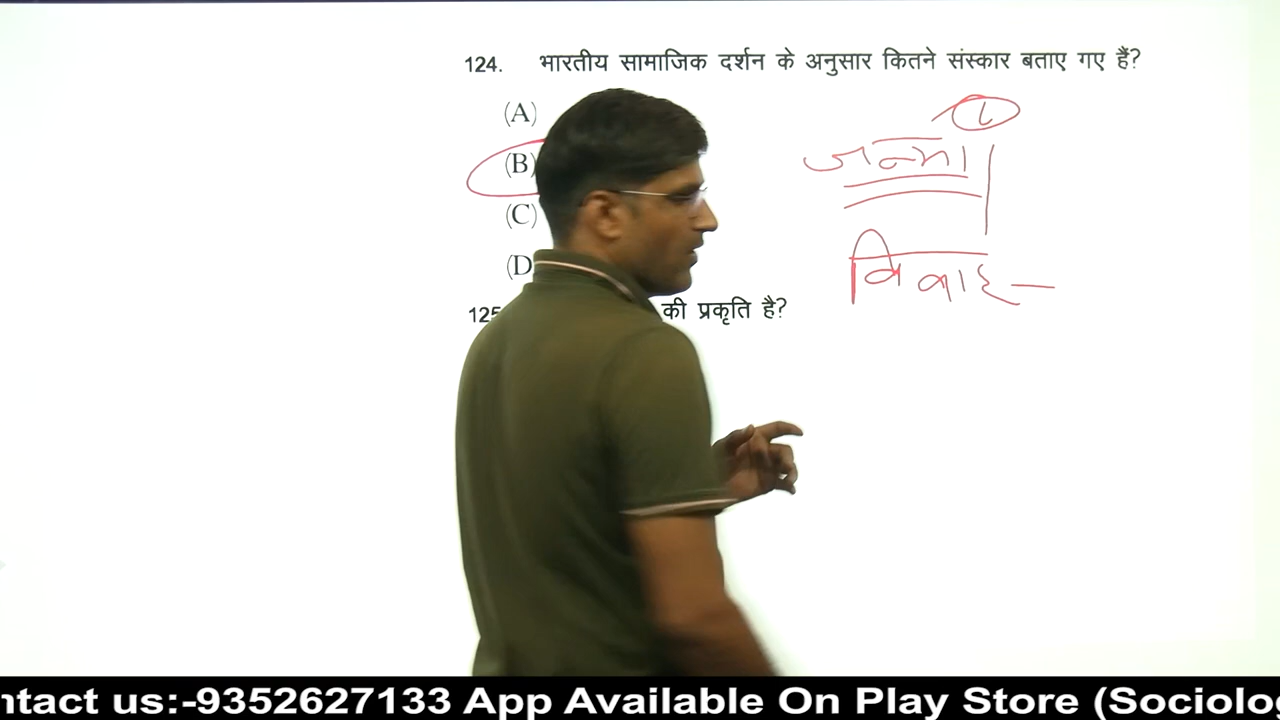 124. भारतीय सामाजिक दर्शन के अनुसार कितने संस्कार बताए गए हैं?
(A)
(B)
(C)
(D
125
की प्रकृति है?
जन्म
विवाह –
ntact us:-9352627133 App Available On Play Store (Sociolo